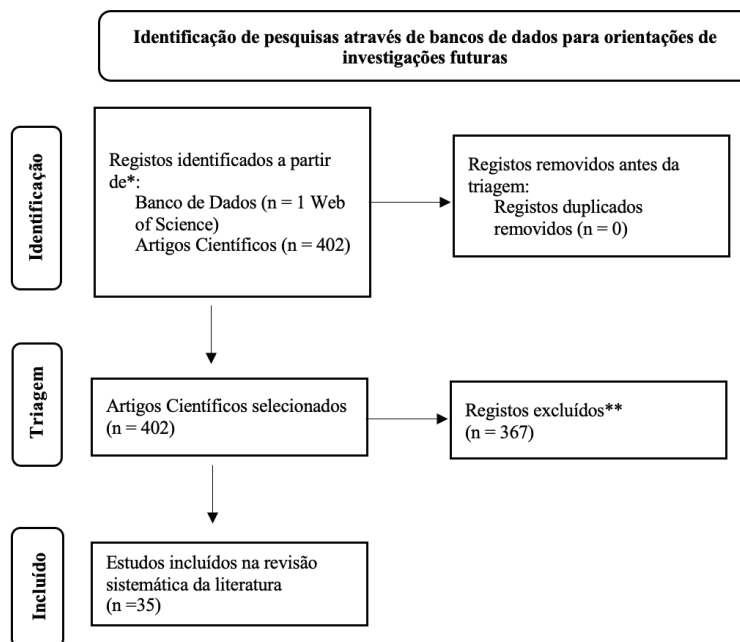 Identificação de pesquisas através de bancos de dados para orientações de
investigações futuras
Identificação
Registos identificados a partir
de*:
Banco de Dados (n = 1 Web
of Science)
Artigos Científicos (n = 402)
Registos removidos antes da
triagem:
Registos duplicados
removidos (n = 0)
Triagem
Artigos Científicos selecionados
(n = 402)
Registos excluídos**
(n = 367)
Incluído
Estudos incluídos na revisão
sistemática da literatura
(n =35)